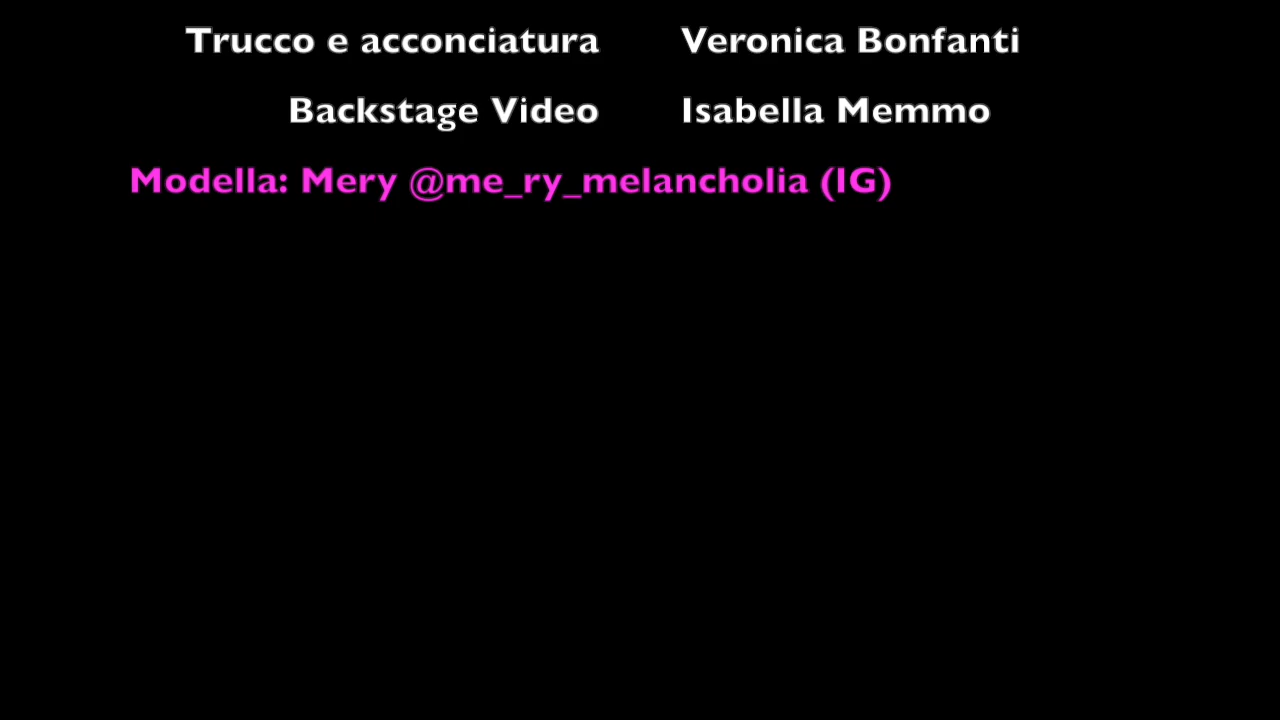 Trucco e acconciatura Veronica Bonfanti
Backstage Video Isabella Memmo
Modella: Mery @me_ry_melancholia (IG)